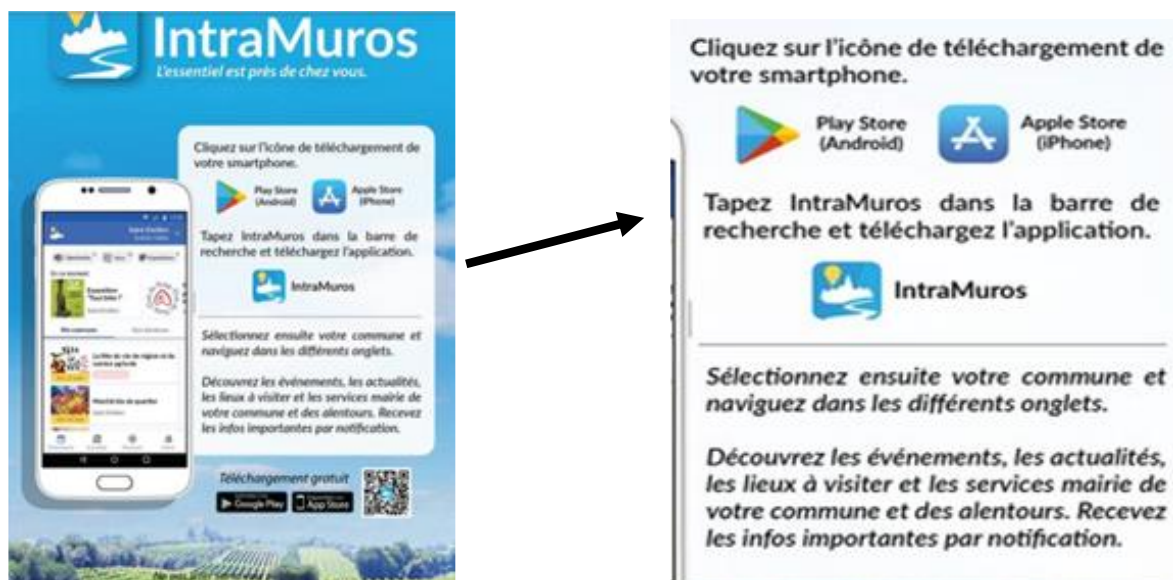 IntraMuros
L'essentiel est près de chez vous.
Cliquez sur l'icône de téléchargement de
votre smartphone.
Play Store
(Android)
Apple Store
(iPhone)
Tapez IntraMuros dans la barre de
recherche et téléchargez l'application.
IntraMuros
Sélectionnez ensuite votre commune et
naviguez dans les différents onglets.
Découvrez les événements, les actualités,
les lieux à visiter et les services mairie de
votre commune et des alentours. Recevez
les infos importantes par notification.
Téléchargement gratuit
Google Play
App Store
Cliquez sur l'icône de téléchargement de
votre smartphone.
Play Store
(Android)
Apple Store
(iPhone)
Tapez IntraMuros dans la barre de
recherche et téléchargez l'application.
IntraMuros
Sélectionnez ensuite votre commune et
naviguez dans les différents onglets.
Découvrez les événements, les actualités,
les lieux à visiter et les services mairie de
votre commune et des alentours. Recevez
les infos importantes par notification.